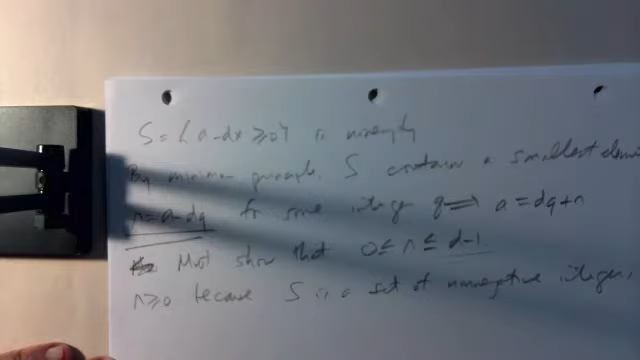 S = { a - dx ≥ 0 } is nonempty
By minimum principle, S contains a smallest
r = a - dq for some integer q ⟹ a = dq + r
Must show that 0 ≤ r ≤ d-1.
r ≥ 0 because S is a set of nonnegative integers,